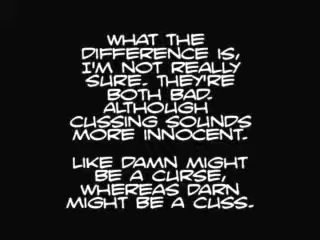 WHAT THE
DIFFERENCE IS,
I'M NOT REALLY
SURE. THEY'RE
BOTH BAD.
ALTHOUGH
CUSSING SOUNDS
MORE INNOCENT.
LIKE DAMN MIGHT
BE A CURSE,
WHEREAS DARN
MIGHT BE A CUSS.